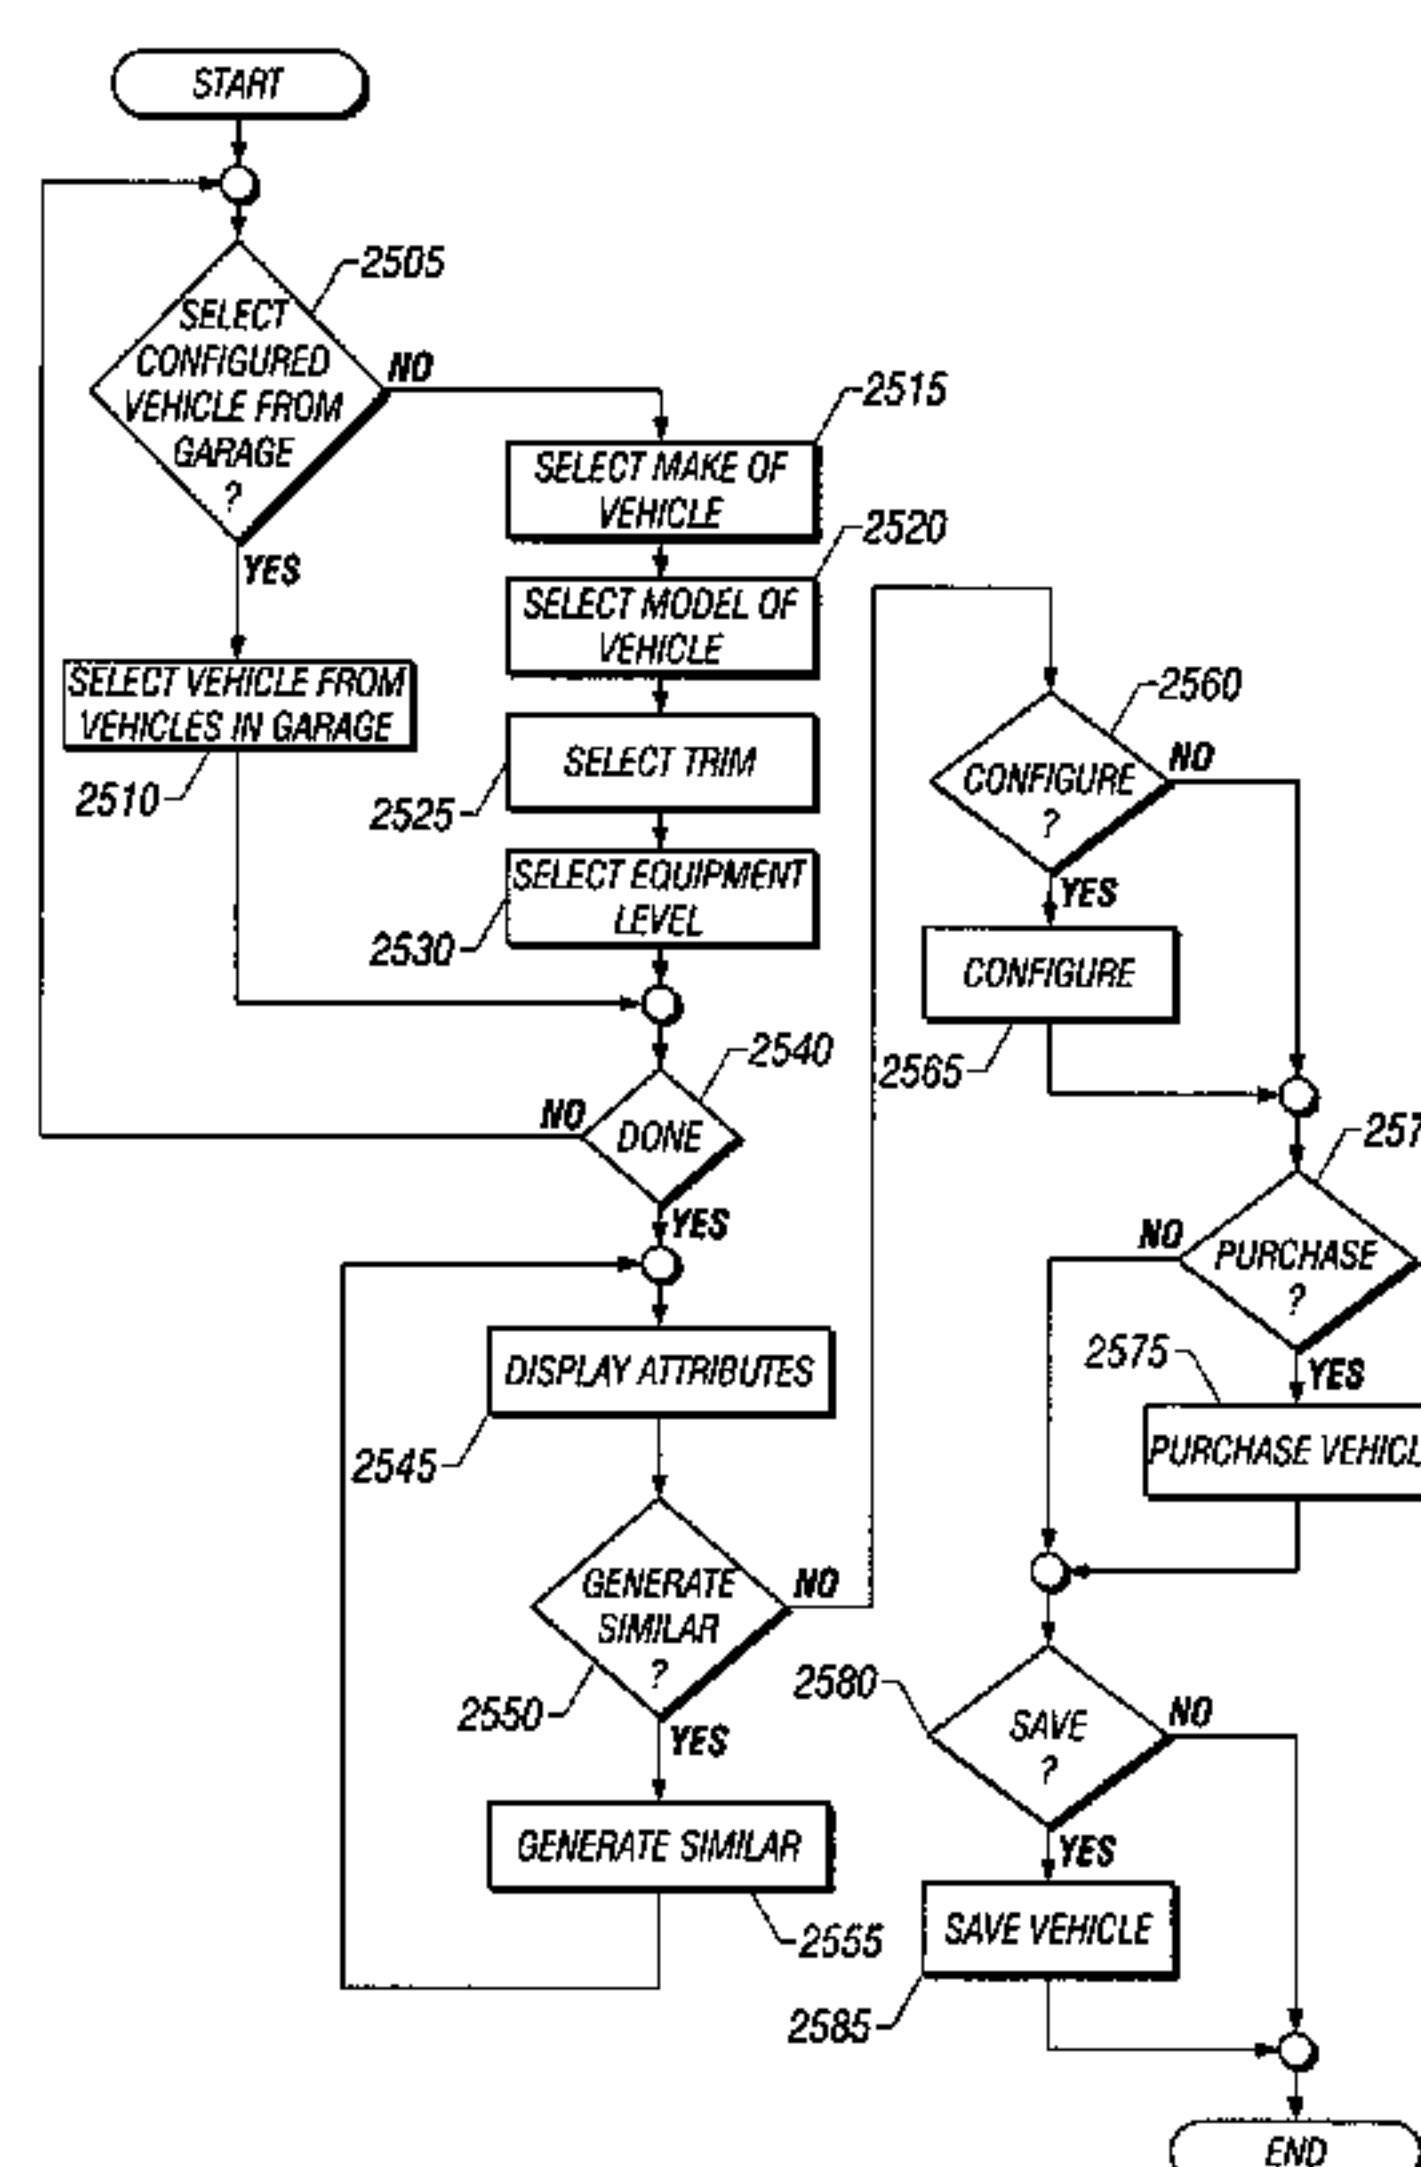 START
2505
SELECT
CONFIGURED
VEHICLE FROM
GARAGE
?
NO
YES
2515
SELECT MAKE OF
VEHICLE
2520
SELECT MODEL OF
VEHICLE
SELECT VEHICLE FROM
VEHICLES IN GARAGE
2510
SELECT TRIM
2525
SELECT EQUIPMENT
LEVEL
2530
2540
DONE
NO
YES
DISPLAY ATTRIBUTES
2545
GENERATE
SIMILAR
?
NO
2550
YES
GENERATE SIMILAR
2555
2560
CONFIGURE
?
NO
YES
CONFIGURE
2565
257
PURCHASE
?
NO
YES
2575
PURCHASE VEHICL
2580
SAVE
?
NO
YES
SAVE VEHICLE
2585
END